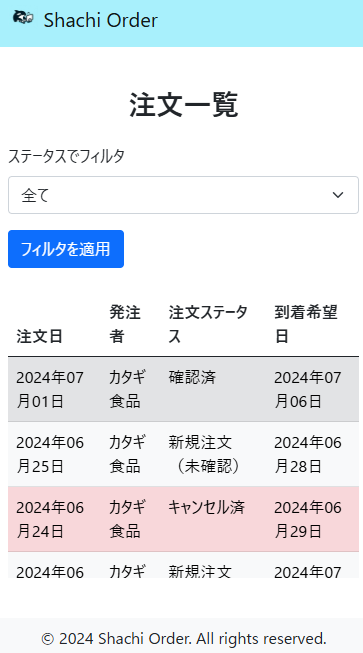 Shachi Order
注文一覧
ステータスでフィルタ
全て
フィルタを適用
注文日 発注者 注文ステータス 到着希望日
2024年07月01日 カタギ食品 確認済 2024年07月06日
2024年06月25日 カタギ食品 新規注文（未確認） 2024年06月28日
2024年06月24日 カタギ食品 キャンセル済 2024年06月29日
2024年06 カタギ 新規注文 2024年07
© 2024 Shachi Order. All rights reserved.